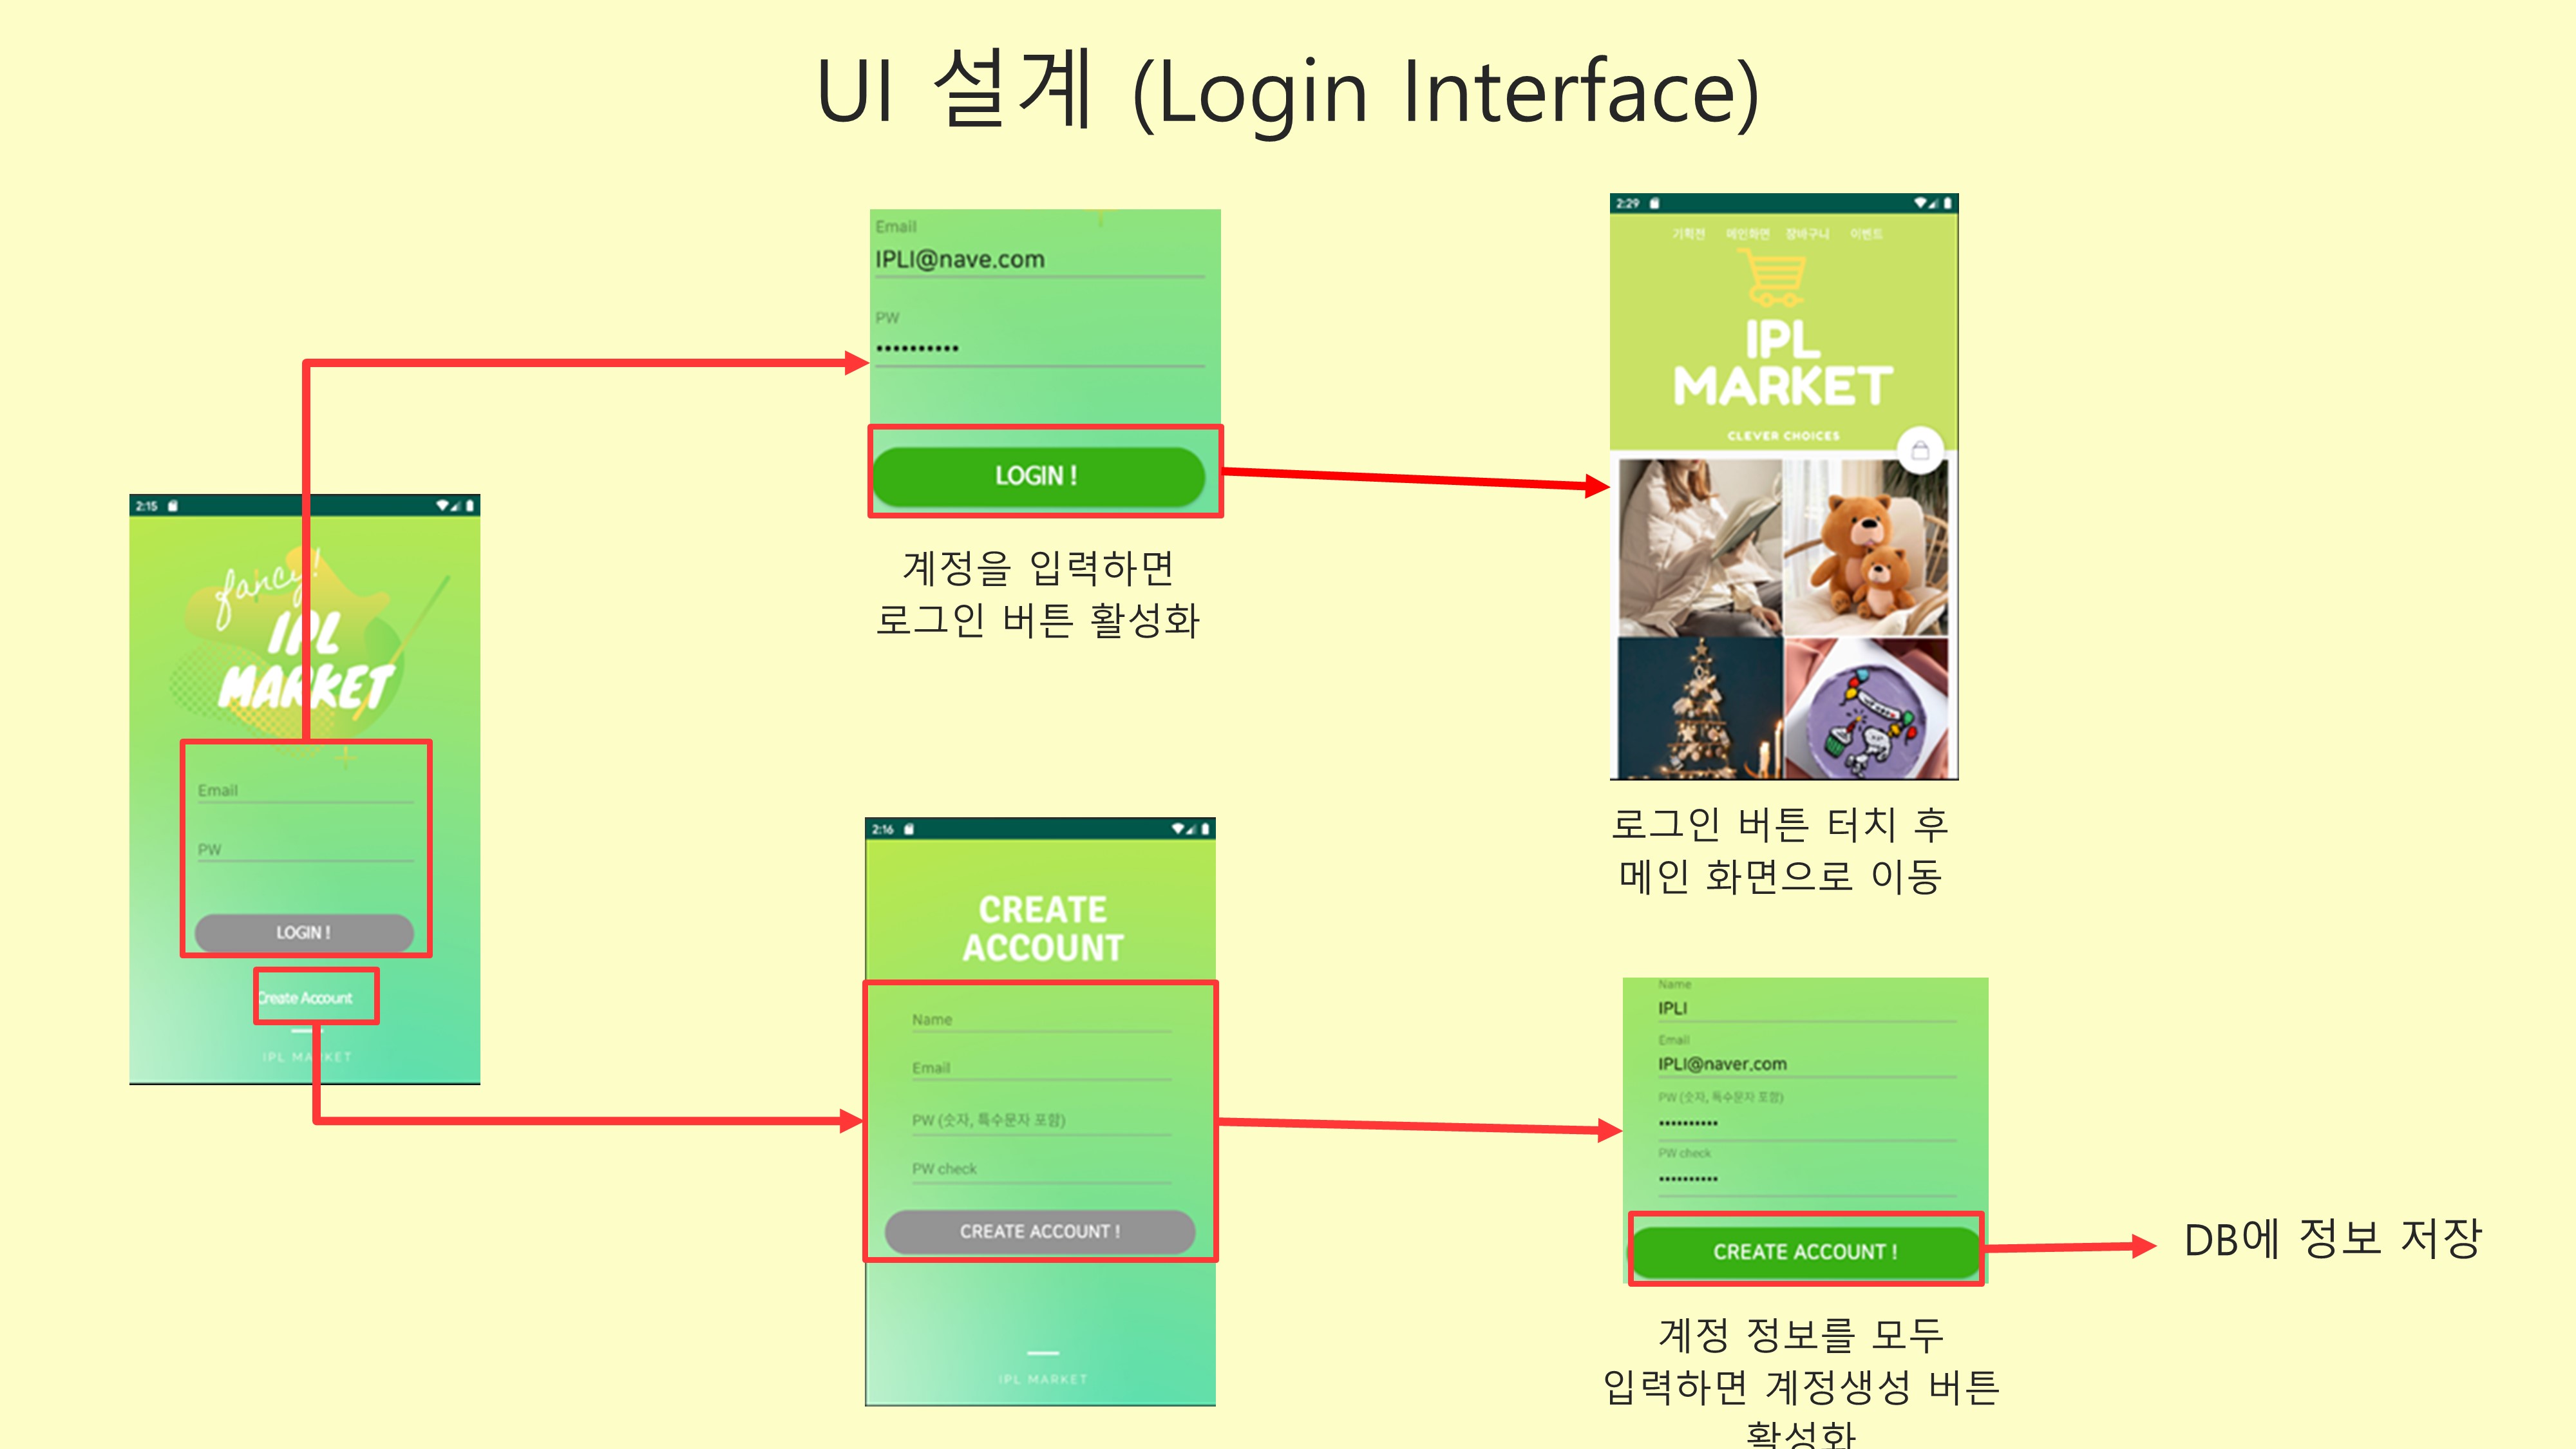 UI 설계 (Login Interface)
2:15
fancy!
IPL
MARKET
Email
PW
LOGIN !
Create Account
IPL MARKET
Email
IPLI@nave.com
PW
••••••••••
LOGIN !
계정을 입력하면
로그인 버튼 활성화
2:29
기획전 메인화면 장바구니 이벤트
IPL
MARKET
CLEVER CHOICES
로그인 버튼 터치 후
메인 화면으로 이동
2:16
CREATE
ACCOUNT
Name
Email
PW (숫자, 특수문자 포함)
PW check
CREATE ACCOUNT !
IPL MARKET
Name
IPLI
Email
IPLI@naver.com
PW (숫자, 특수문자 포함)
••••••••••
PW check
••••••••••
CREATE ACCOUNT !
DB에 정보 저장
계정 정보를 모두
입력하면 계정생성 버튼
활성화